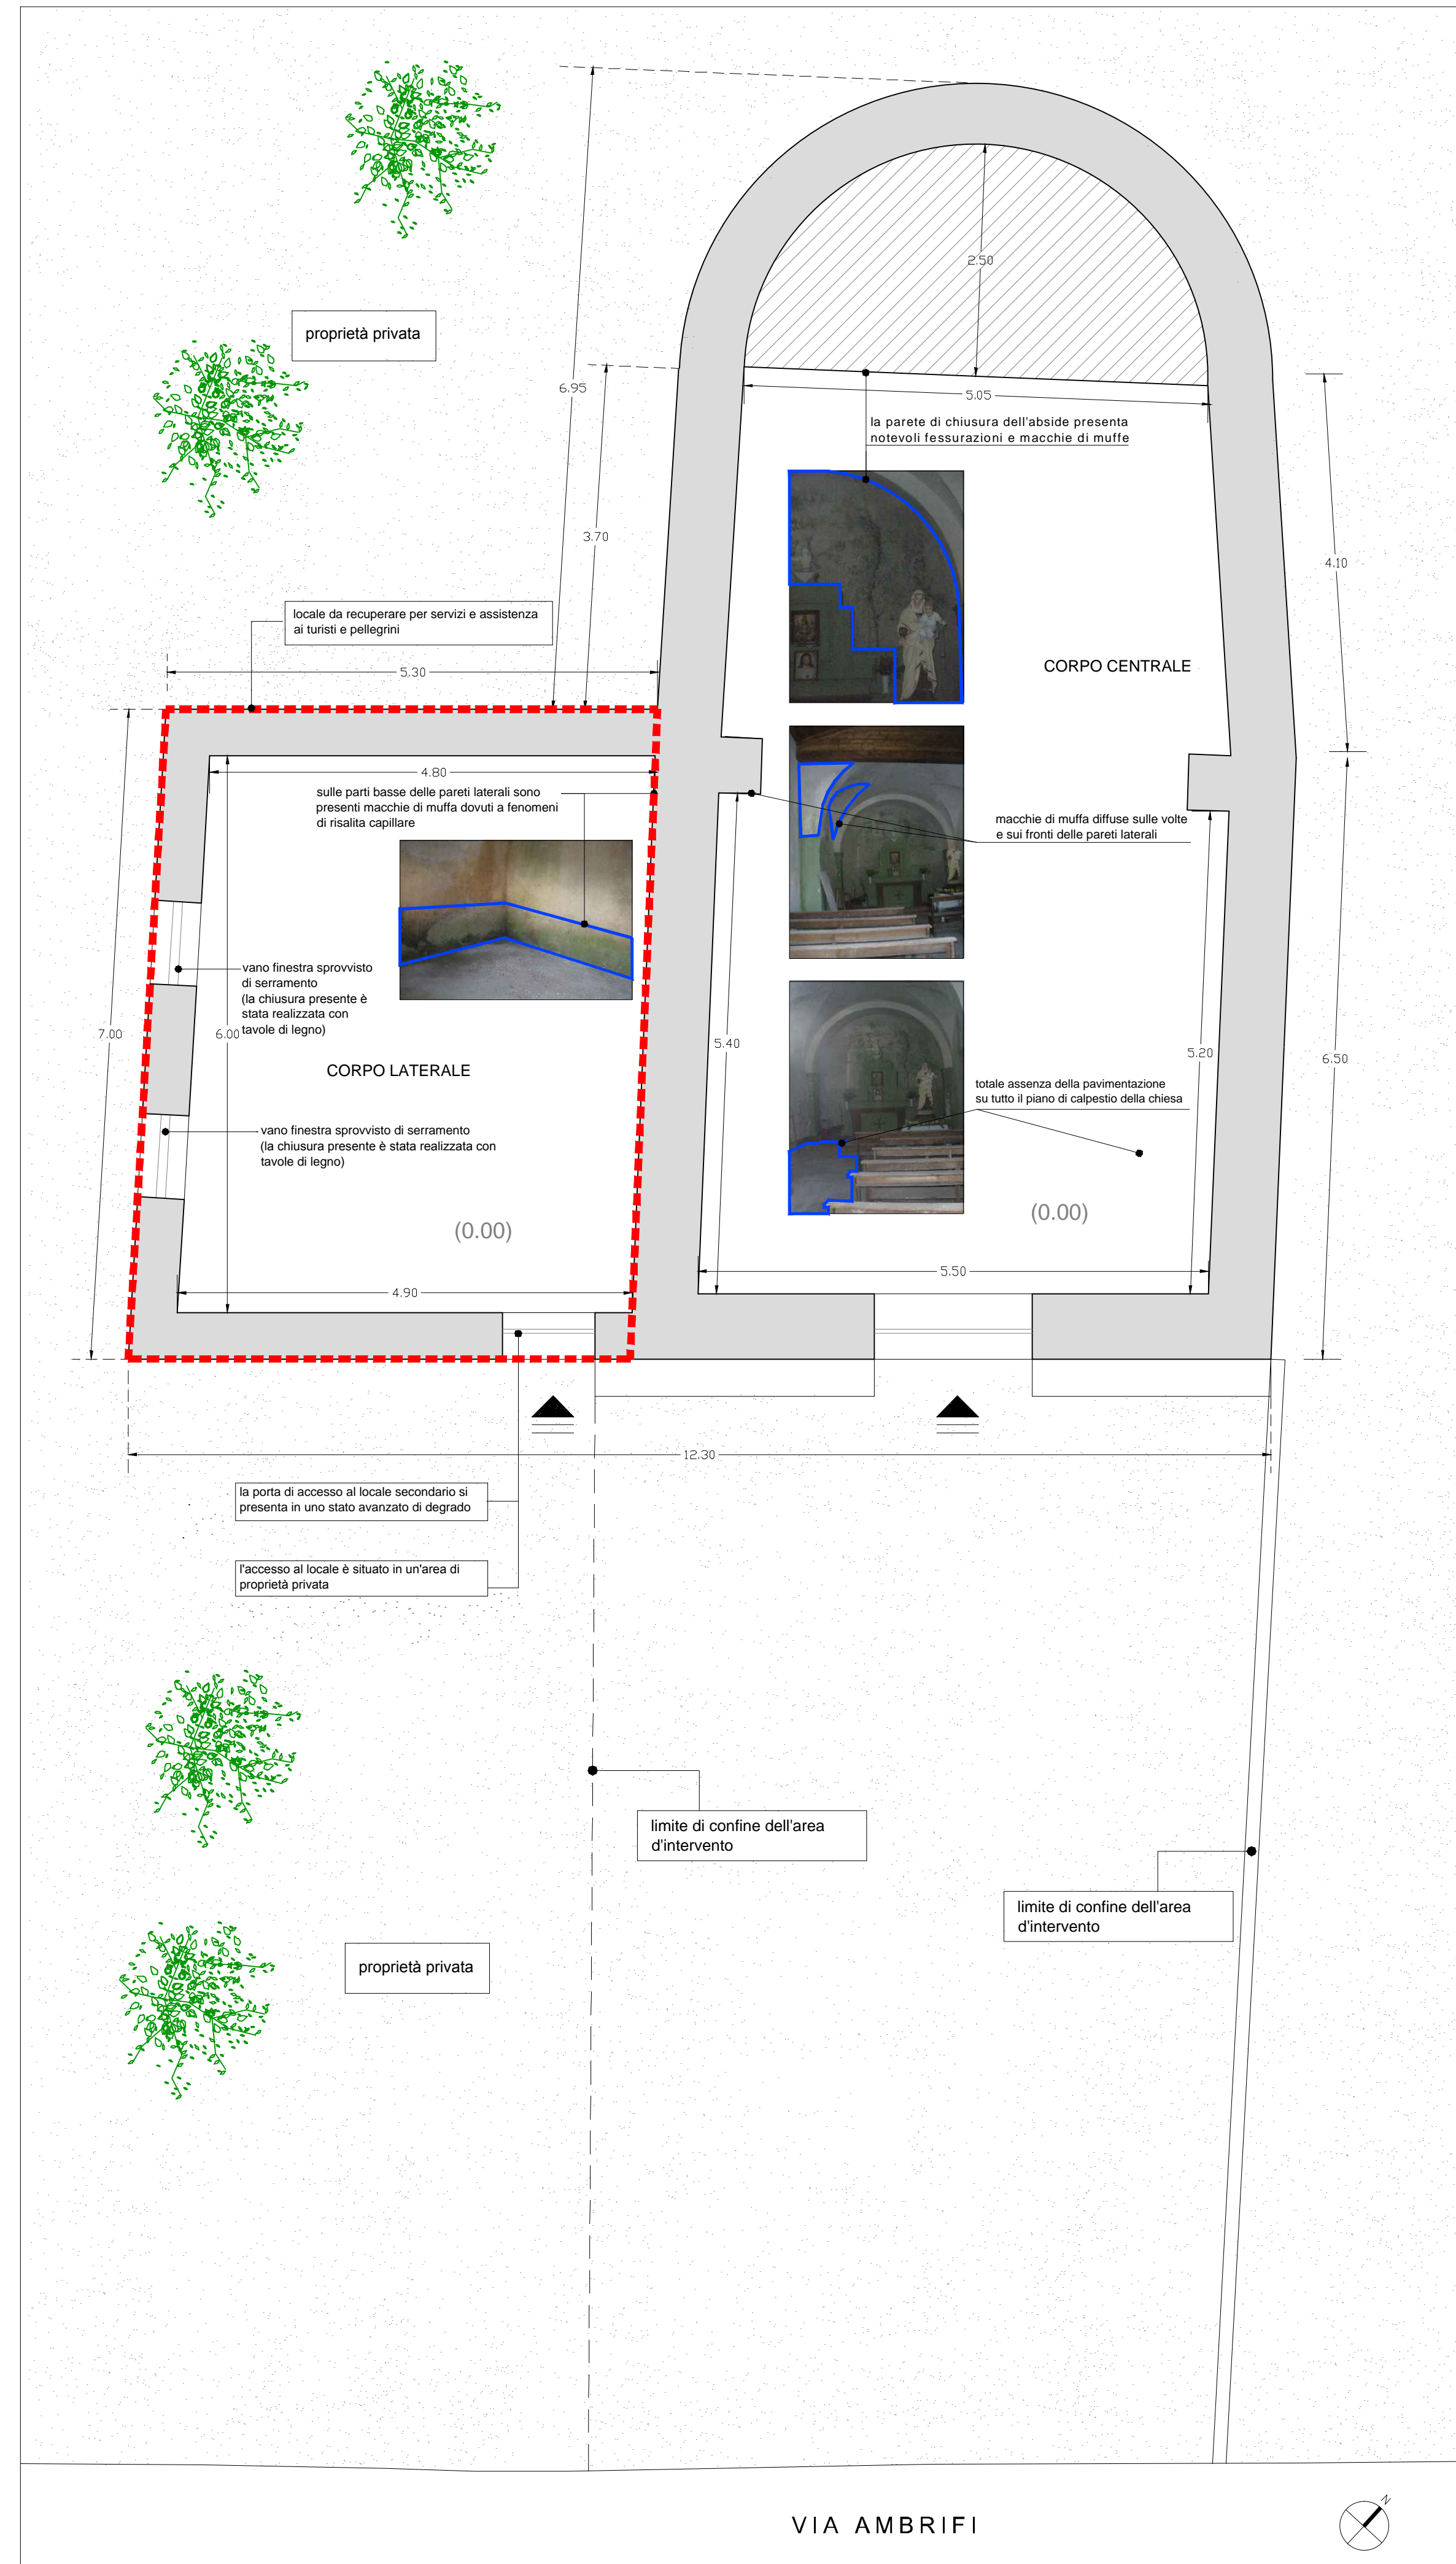 2.50
proprietà privata
6.95
5.05
la parete di chiusura dell'abside presenta
notevoli fessurazioni e macchie di muffe
3.70
4.10
locale da recuperare per servizi e assistenza
ai turisti e pellegrini
5.30
CORPO CENTRALE
4.80
sulle parti basse delle pareti laterali sono
presenti macchie di muffa dovuti a fenomeni
di risalita capillare
macchie di muffa diffuse sulle volte
e sui fronti delle pareti laterali
vano finestra sprovvisto
di serramento
(la chiusura presente è
stata realizzata con
tavole di legno)
7.00
6.00
5.40
5.20
6.50
CORPO LATERALE
totale assenza della pavimentazione
su tutto il piano di calpestio della chiesa
vano finestra sprovvisto di serramento
(la chiusura presente è stata realizzata con
tavole di legno)
(0.00)
(0.00)
5.50
4.90
12.30
la porta di accesso al locale secondario si
presenta in uno stato avanzato di degrado
l'accesso al locale è situato in un'area di
proprietà privata
limite di confine dell'area
d'intervento
limite di confine dell'area
d'intervento
proprietà privata
N
VIA AMBRIFI